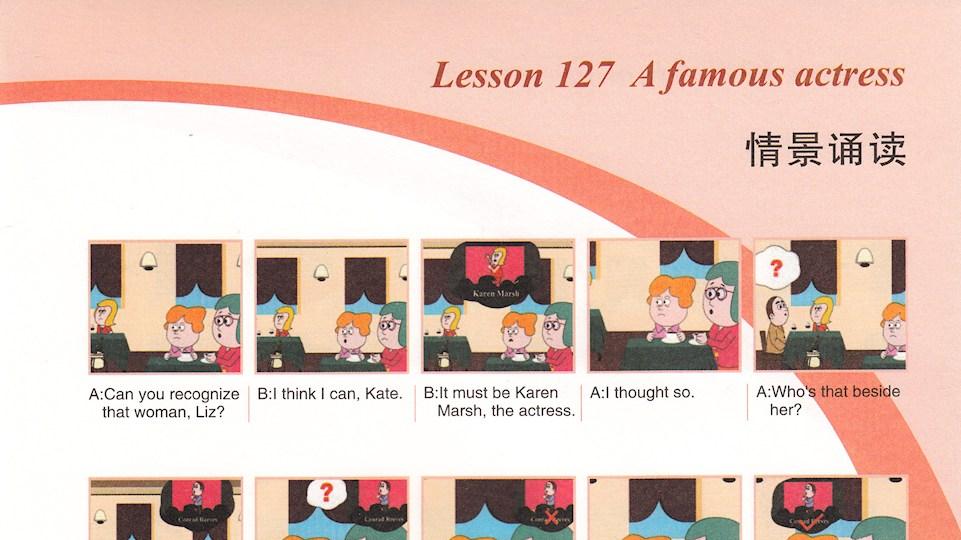 Lesson 127 A famous actress
情景诵读
Karen Marsh
?
A:Can you recognize
that woman, Liz?
B:I think I can, Kate.
B:It must be Karen
Marsh, the actress.
A:I thought so.
A:Who's that beside
her?
Conrad Reeves
?
Conrad Reeves
Conrad Reeves
Conrad Reeves